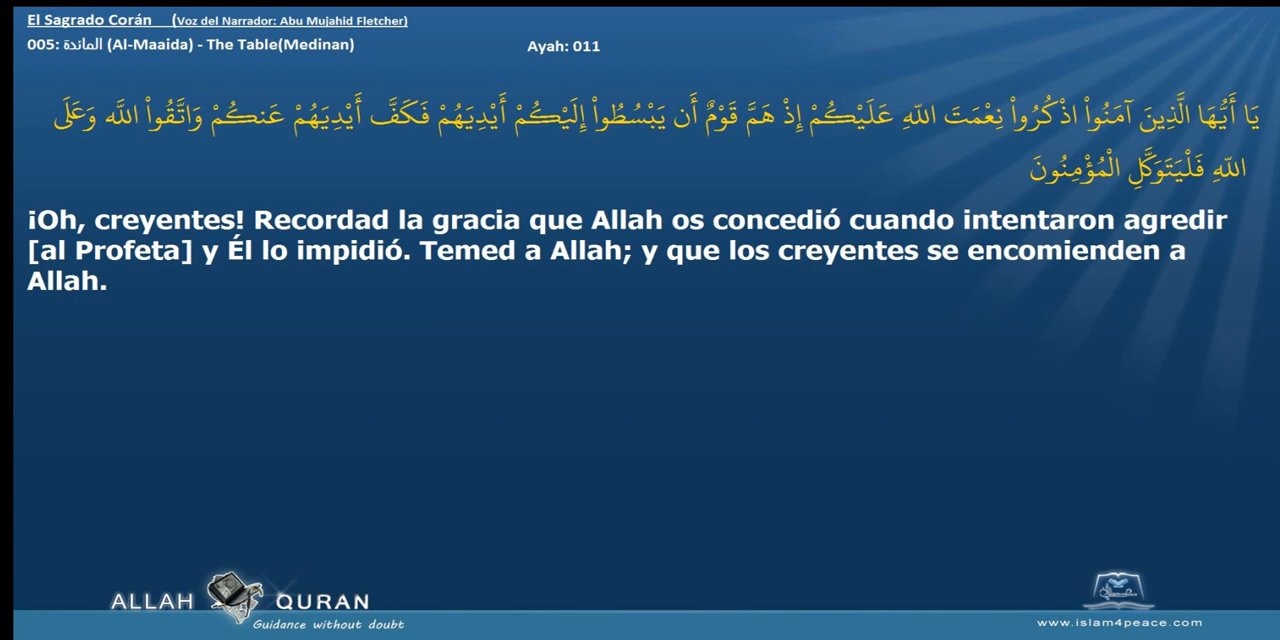 El Sagrado Corán (Voz del Narrador: Abu Mujahid Fletcher)
005: المائدة (Al-Maaida) - The Table(Medinan) Ayah: 011
يَا أَيُّهَا الَّذِينَ آمَنُواْ اذْكُرُواْ نِعْمَتَ اللّهِ عَلَيْكُمْ إِذْ هَمَّ قَوْمٌ أَن يَبْسُطُواْ إِلَيْكُمْ أَيْدِيَهُمْ فَكَفَّ أَيْدِيَهُمْ عَنكُمْ وَاتَّقُواْ اللّه وَعَلَى
اللّهِ فَلْيَتَوَكَّلِ الْمُؤْمِنُونَ
¡Oh, creyentes! Recordad la gracia que Allah os concedió cuando intentaron agredir
[al Profeta] y Él lo impidió. Temed a Allah; y que los creyentes se encomienden a
Allah.
ALLAH QURAN
Guidance without doubt
www.islam4peace.com